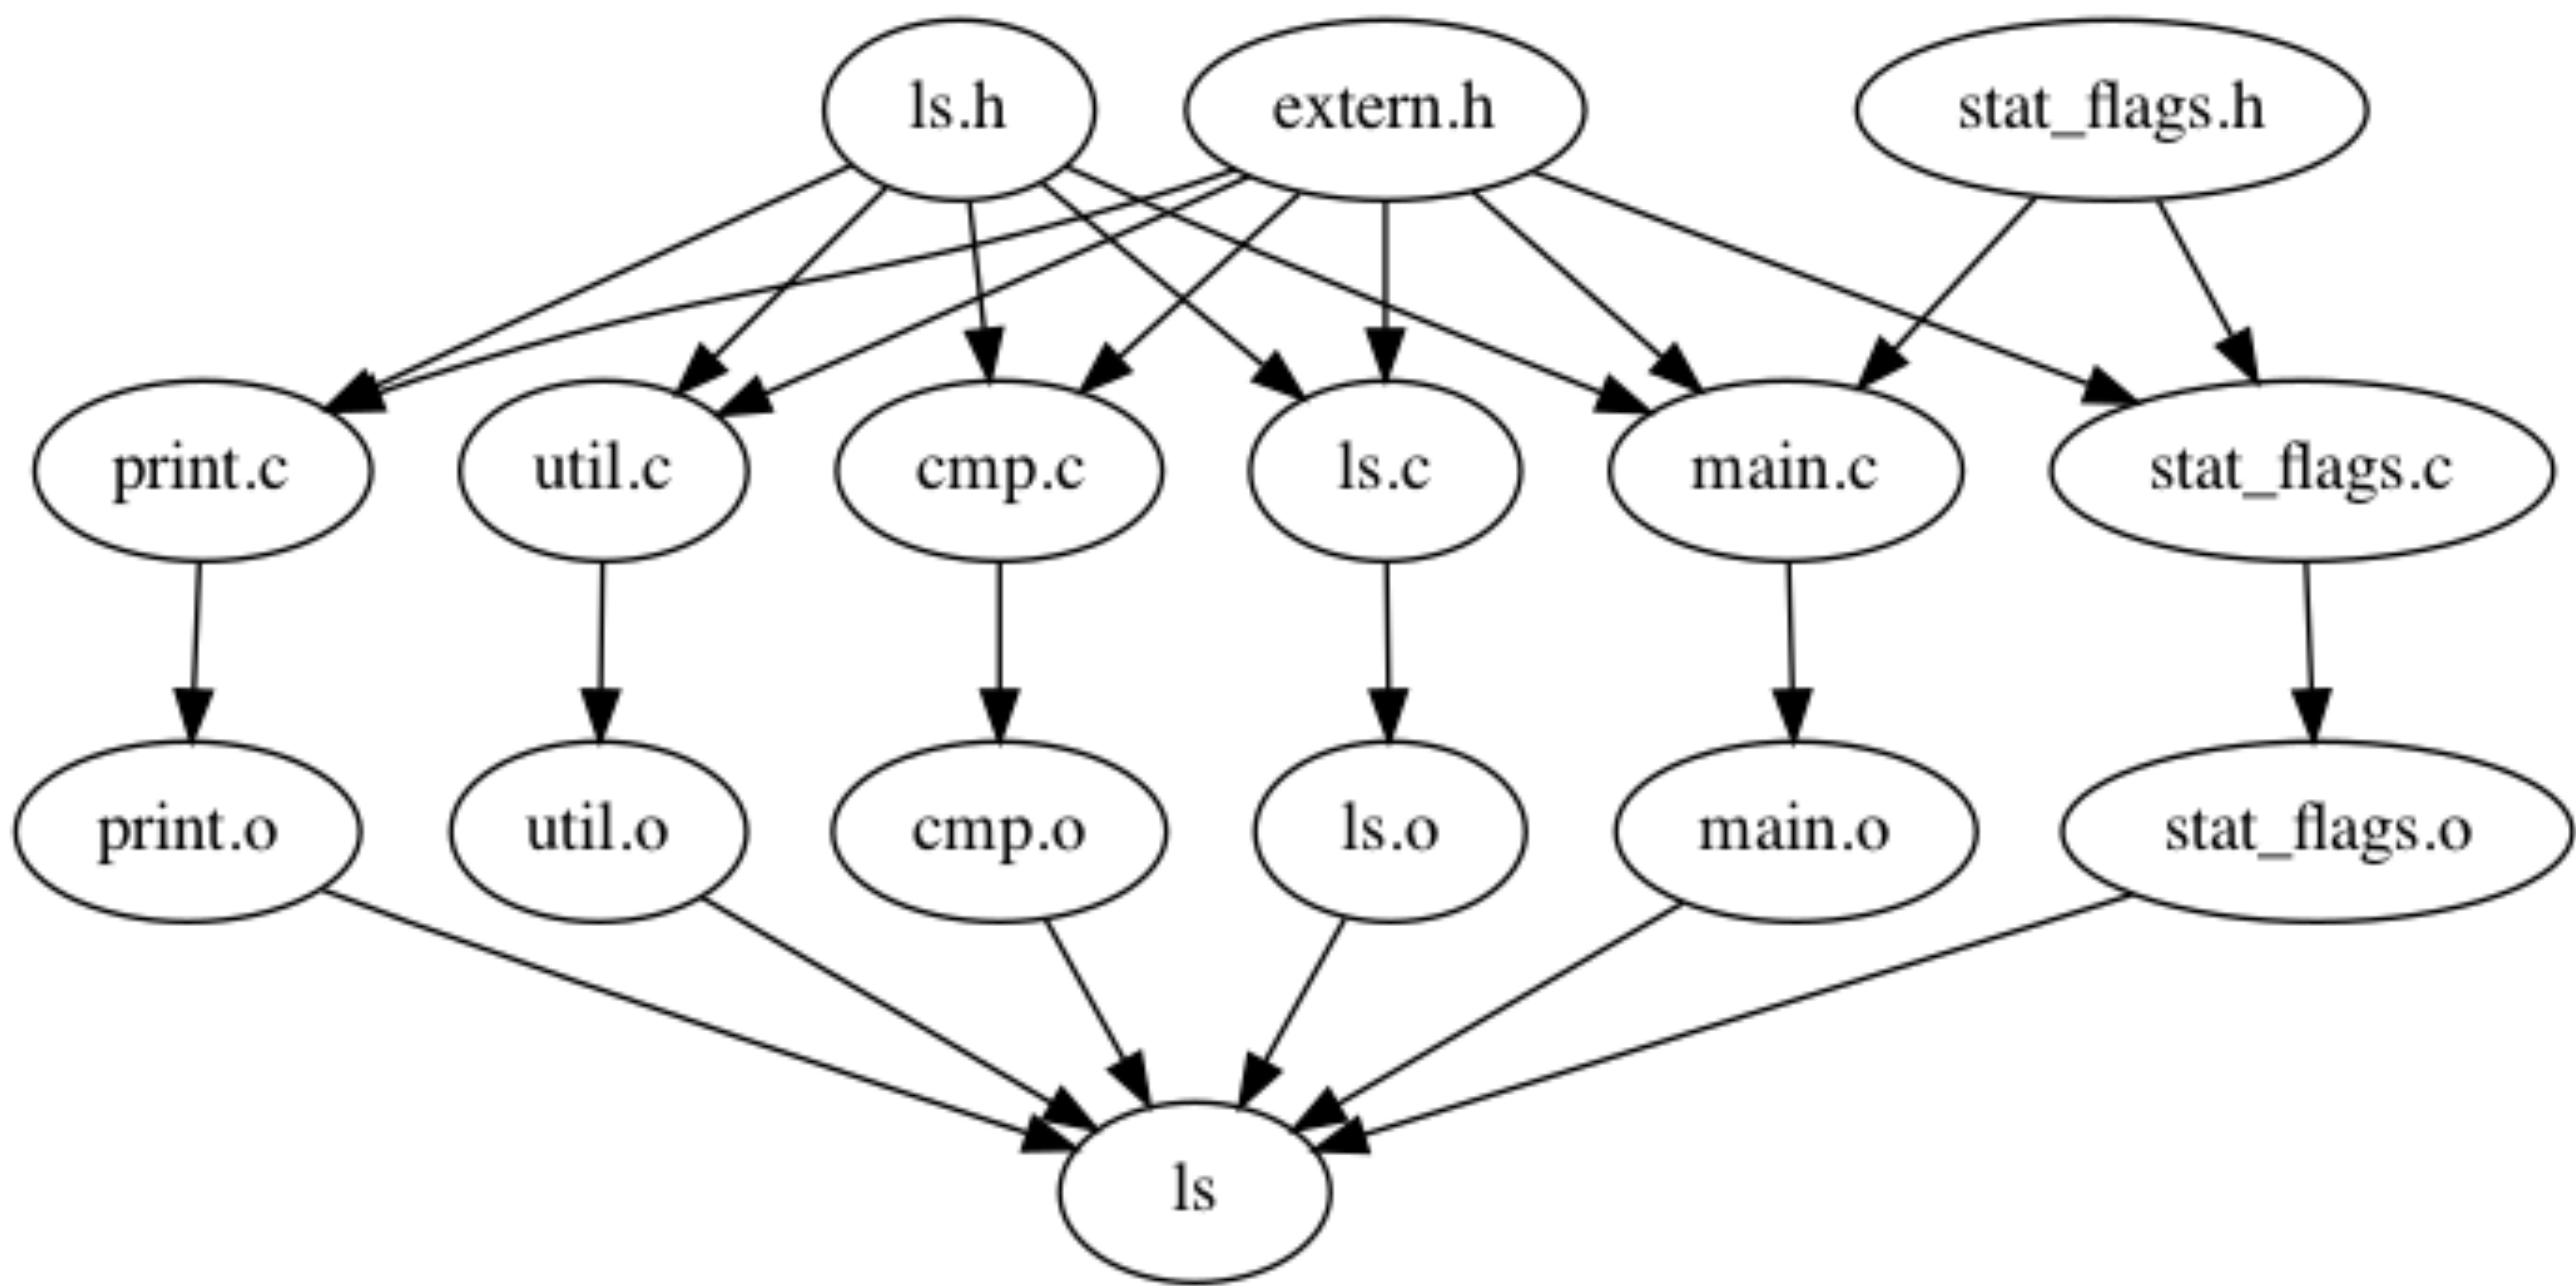 ls.h
extern.h
stat_flags.h
print.c
util.c
cmp.c
ls.c
main.c
stat_flags.c
print.o
util.o
cmp.o
ls.o
main.o
stat_flags.o
ls